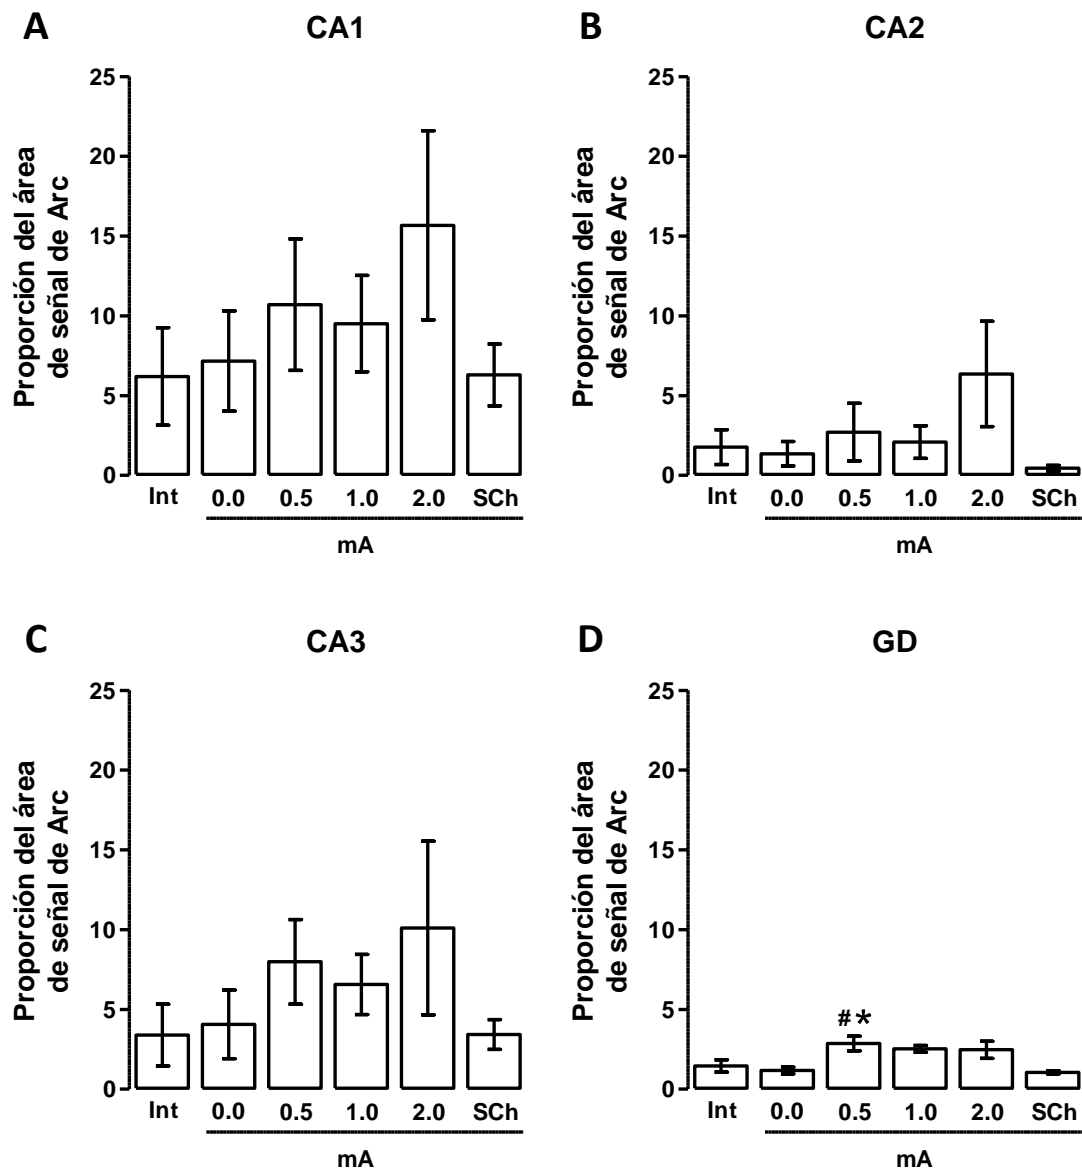 A
CA1
Proporción del área
de señal de Arc
25
20
15
10
5
0
Int 0.0 0.5 1.0 2.0 SCh
mA
B
CA2
Proporción del área
de señal de Arc
25
20
15
10
5
0
Int 0.0 0.5 1.0 2.0 SCh
mA
C
CA3
Proporción del área
de señal de Arc
25
20
15
10
5
0
Int 0.0 0.5 1.0 2.0 SCh
mA
D
GD
Proporción del área
de señal de Arc
25
20
15
10
5
0
#*
Int 0.0 0.5 1.0 2.0 SCh
mA